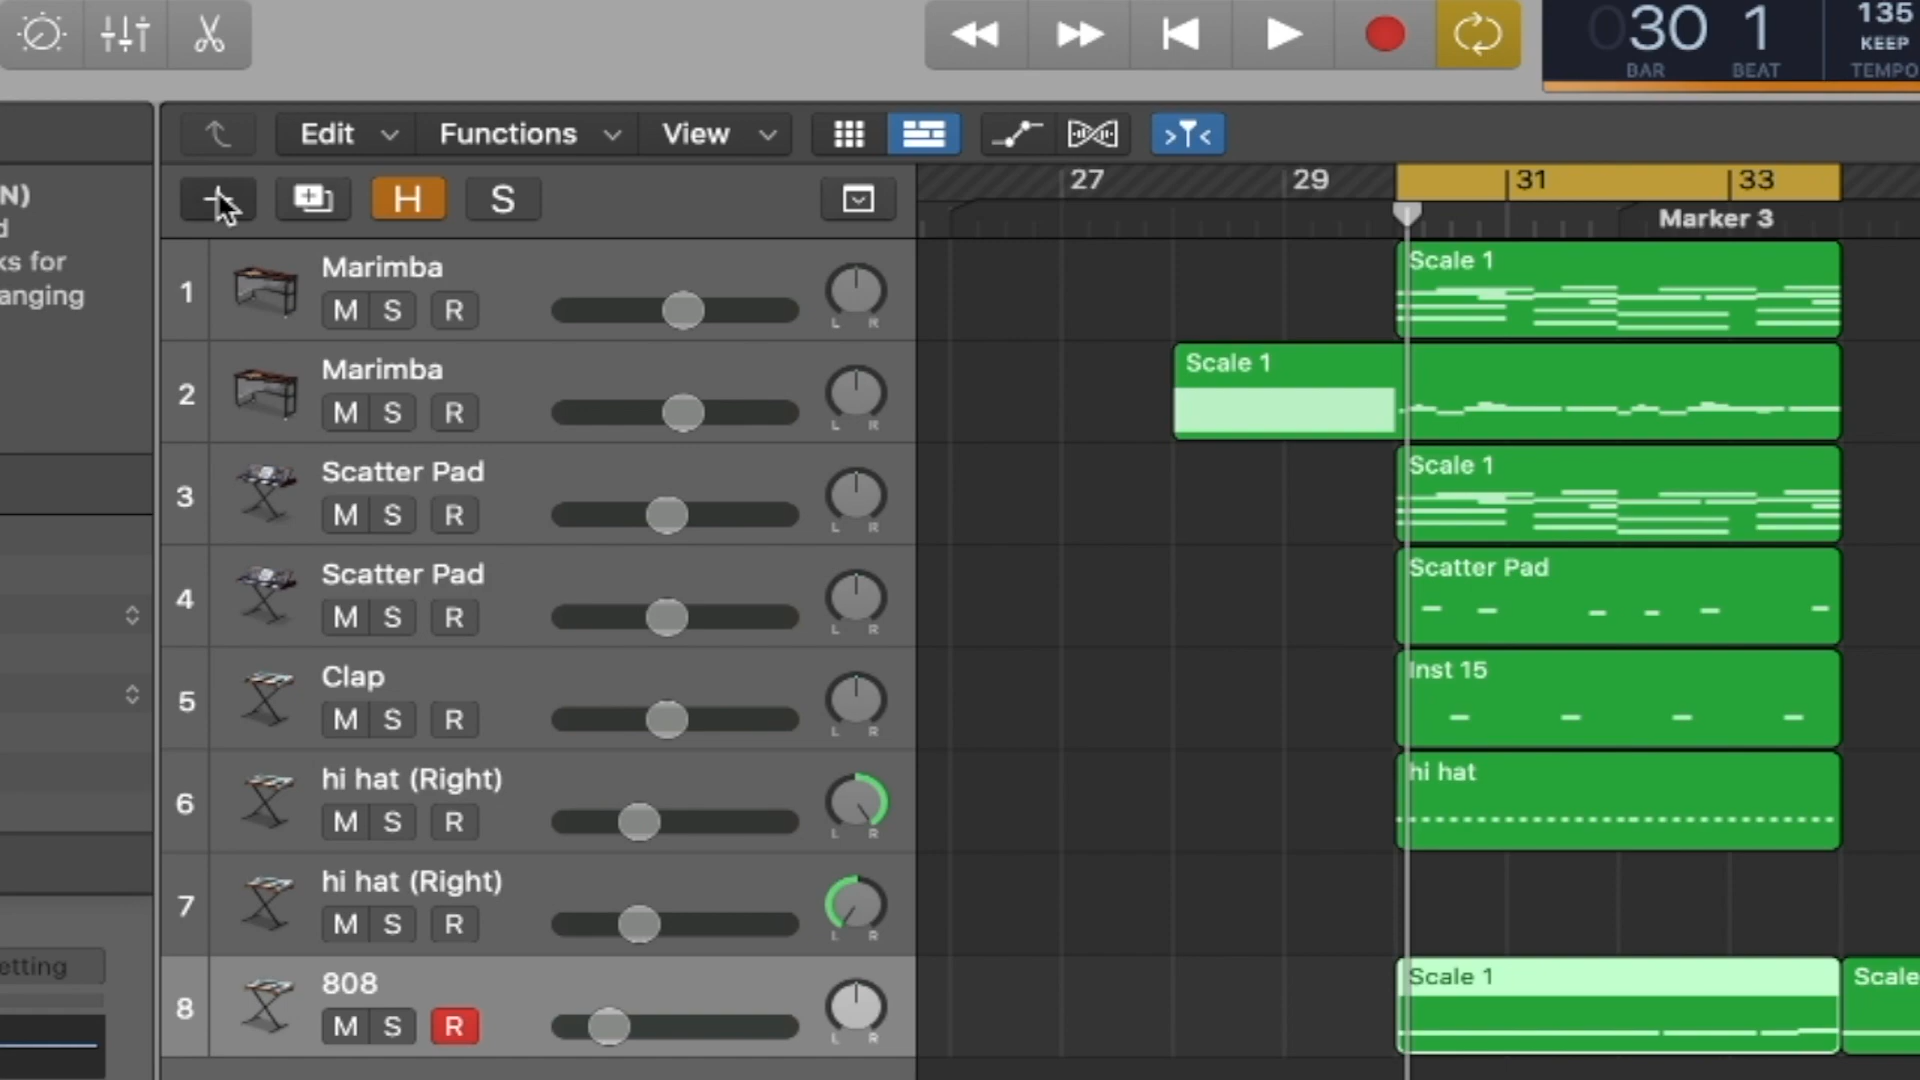 030 1 135
KEEP
BAR BEAT TEMPO
Edit Functions View
N)
d
ks for
anging
H S
27 29 31 33
Marker 3
1 Marimba
M S R
L R
Scale 1
2 Marimba
M S R
L R
Scale 1
3 Scatter Pad
M S R
L R
Scale 1
4 Scatter Pad
M S R
L R
Scatter Pad
5 Clap
M S R
L R
Inst 15
6 hi hat (Right)
M S R
L R
hi hat
7 hi hat (Right)
M S R
L R
etting
8 808
M S R
L R
Scale 1 Scale